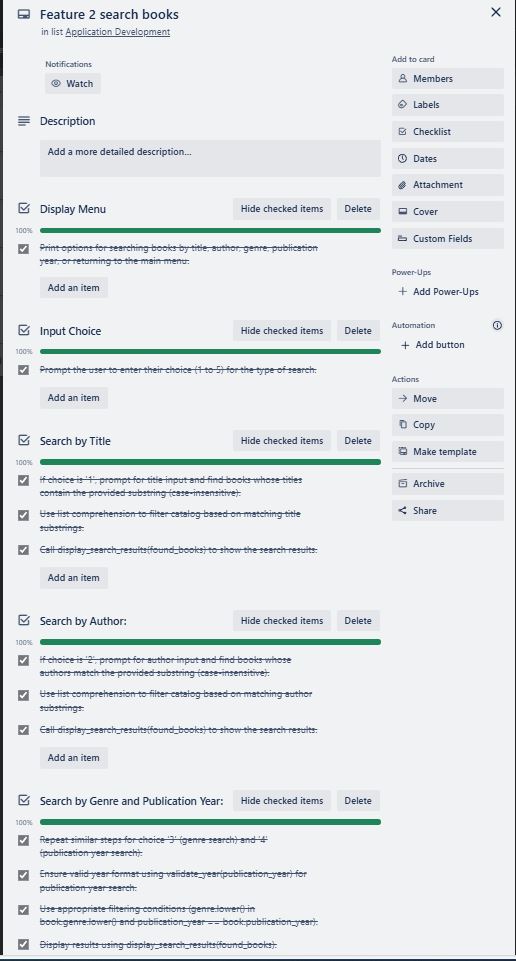 Feature 2 search books
in list Application Development
Notifications
Watch
Description
Add a more detailed description...
Display Menu
Hide checked items
Delete
100%
Print options for searching books by title, author, genre, publication
year, or returning to the main menu.
Add an item
Input Choice
Hide checked items
Delete
100%
Prompt the user to enter their choice (1 to 5) for the type of search.
Add an item
Search by Title
Hide checked items
Delete
100%
If choice is '1', prompt for title input and find books whose titles
contain the provided substring (case-insensitive).
Use list comprehension to filter catalog based on matching title
substrings.
Call display_search_results(found_books) to show the search results.
Add an item
Search by Author:
Hide checked items
Delete
100%
If choice is '2', prompt for author input and find books whose
authors match the provided substring (case-insensitive).
Use list comprehension to filter catalog based on matching author
substrings.
Call display_search_results(found_books) to show the search results.
Add an item
Search by Genre and Publication Year:
Hide checked items
Delete
100%
Repeat similar steps for choice '3' (genre search) and '4'
(publication year search).
Ensure valid year format using validate_year(publication_year) for
publication year search.
Use appropriate filtering conditions (genre.lower() in
book.genre.lower() and publication_year == book.publication_year).
Display results using display_search_results(found_books).
Add to card
Members
Labels
Checklist
Dates
Attachment
Cover
Custom Fields
Power-Ups
Add Power-Ups
Automation
Add button
Actions
Move
Copy
Make template
Archive
Share